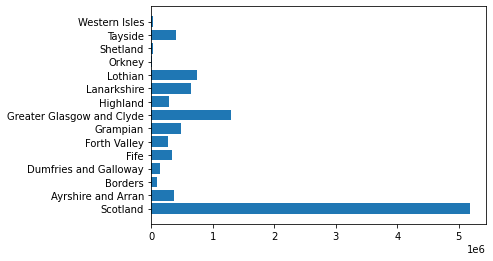 Western Isles
Tayside
Shetland
Orkney
Lothian
Lanarkshire
Highland
Greater Glasgow and Clyde
Grampian
Forth Valley
Fife
Dumfries and Galloway
Borders
Ayrshire and Arran
Scotland
0 1 2 3 4 5
1e6